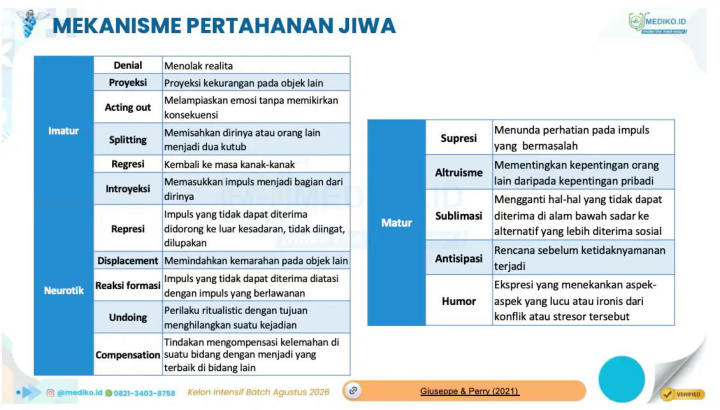 MEKANISME PERTAHANAN JIWA
MEDIKO.ID
Imatur
Denial
Menolak realita
Proyeksi
Proyeksi kekurangan pada objek lain
Acting out
Melampiaskan emosi tanpa memikirkan
konsekuensi
Splitting
Memisahkan dirinya atau orang lain
menjadi dua kutub
Regresi
Kembali ke masa kanak-kanak
Introyeksi
Memasukkan impuls menjadi bagian dari
dirinya
Neurotik
Represi
Impuls yang tidak dapat diterima
didorong ke luar kesadaran, tidak diingat,
dilupakan
Displacement
Memindahkan kemarahan pada objek lain
Reaksi formasi
Impuls yang tidak dapat diterima diatasi
dengan impuls yang berlawanan
Undoing
Perilaku ritualistic dengan tujuan
menghilangkan suatu kejadian
Compensation
Tindakan mengompensasi kelemahan di
suatu bidang dengan menjadi yang
terbaik di bidang lain
Matur
Supresi
Menunda perhatian pada impuls
yang bermasalah
Altruisme
Mementingkan kepentingan orang
lain daripada kepentingan pribadi
Sublimasi
Mengganti hal-hal yang tidak dapat
diterima di alam bawah sadar ke
alternatif yang lebih diterima sosial
Antisipasi
Rencana sebelum ketidaknyamanan
terjadi
Humor
Ekspresi yang menekankan aspek-
aspek yang lucu atau ironis dari
konflik atau stresor tersebut
@mediko.id 0821-3403-8758
Kelon Intensif Batch Agustus 2026
Giuseppe & Perry (2021)
VERIFIED